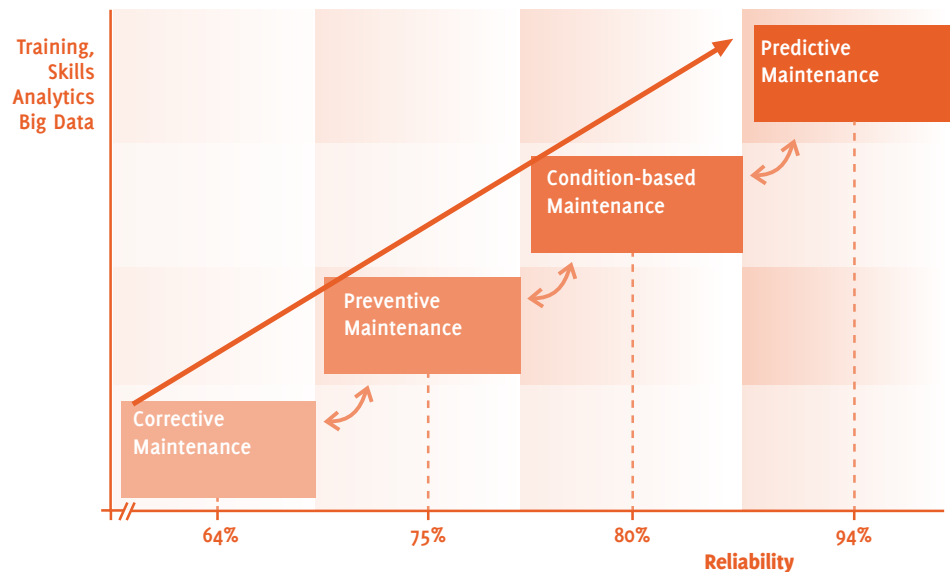 Training,
Skills
Analytics
Big Data
Predictive
Maintenance
Condition-based
Maintenance
Preventive
Maintenance
Corrective
Maintenance
64%
75%
80%
94%
Reliability